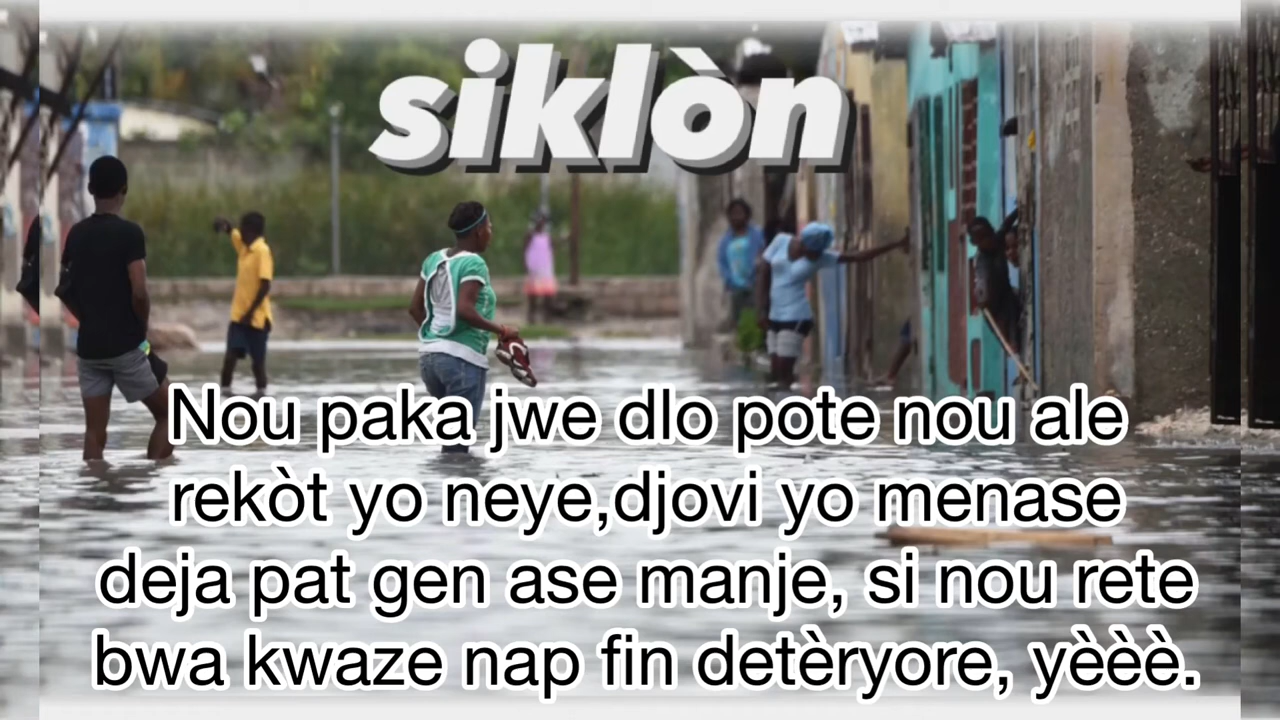 siklòn
Nou paka jwe dlo pote nou ale
rekòt yo neye,djovi yo menase
deja pat gen ase manje, si nou rete
bwa kwaze nap fin detèryore, yèèè.